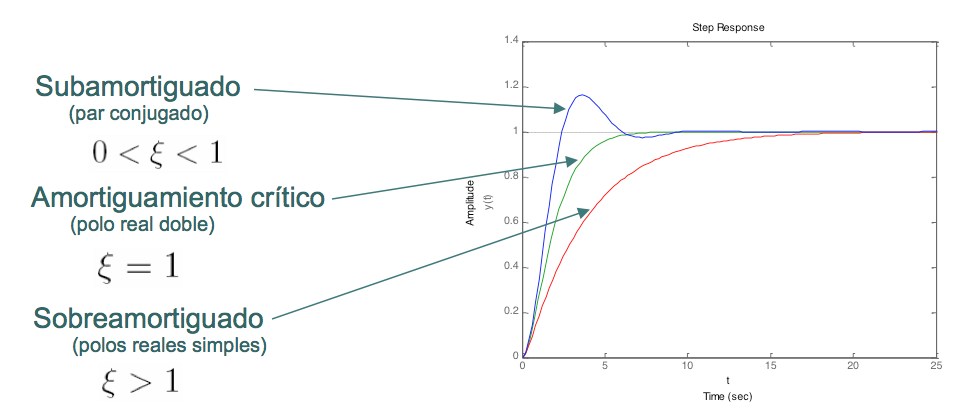 Subamortiguado
(par conjugado)
0 < ξ < 1
Amortiguamiento crítico
(polo real doble)
ξ = 1
Sobreamortiguado
(polos reales simples)
ξ > 1
Step Response
Amplitude
y(t)
1.4
1.2
1
0.8
0.6
0.4
0.2
0
0 5 10 15 20 25
t
Time (sec)